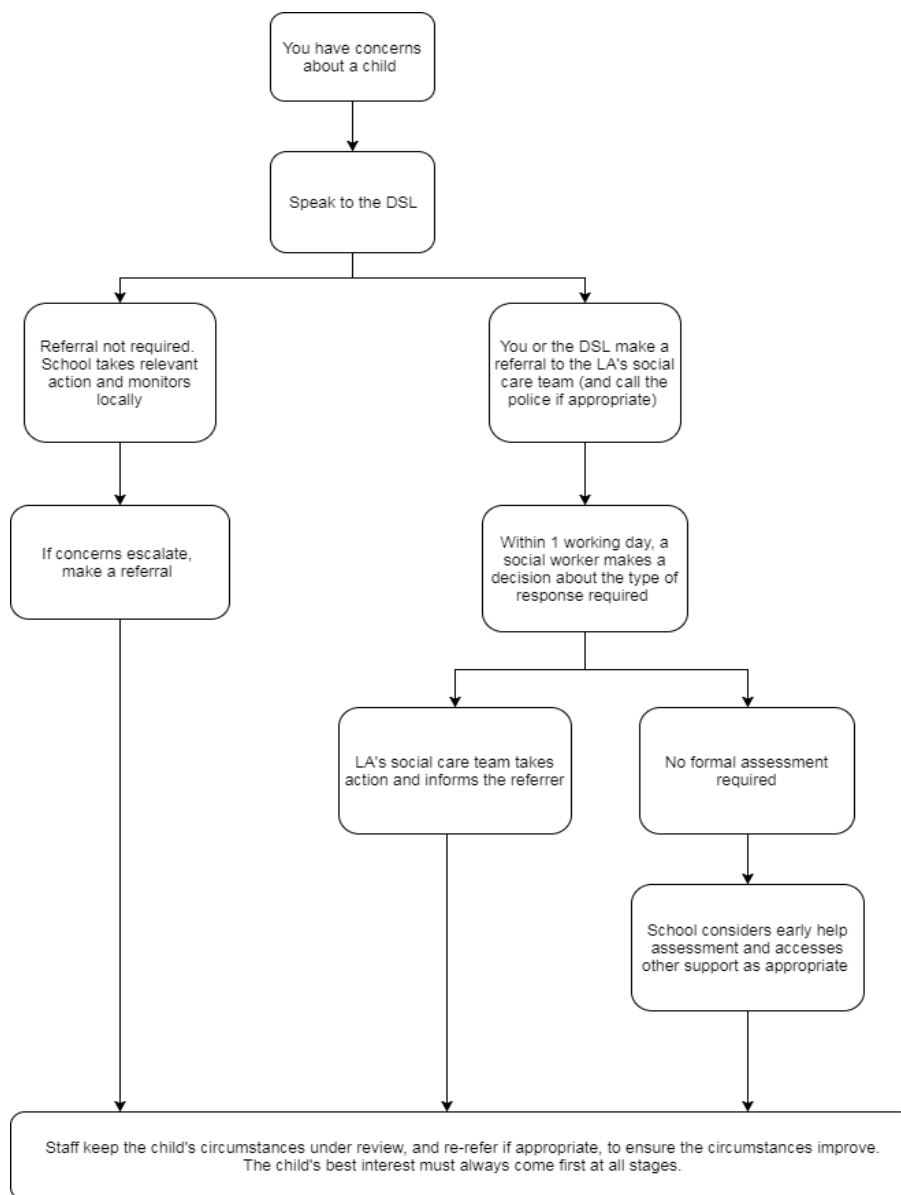 You have concerns
about a child
Speak to the DSL
Referral not required.
School takes relevant
action and monitors
locally
You or the DSL make a
referral to the LA's social
care team (and call the
police if appropriate)
If concerns escalate,
make a referral
Within 1 working day, a
social worker makes a
decision about the type of
response required
LA's social care team takes
action and informs the referrer
No formal assessment
required
School considers early help
assessment and accesses
other support as appropriate
Staff keep the child's circumstances under review, and re-refer if appropriate, to ensure the circumstances improve.
The child's best interest must always come first at all stages.